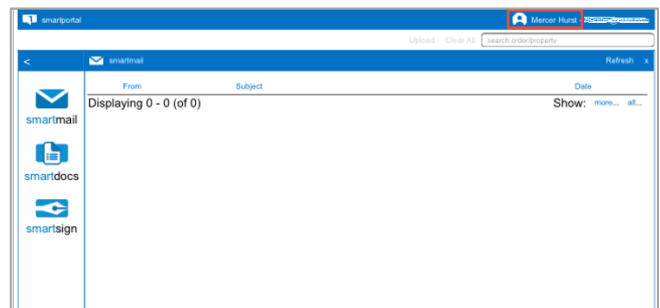 smartportal Mercer Hurst -
Upload Clear All search order/property
< smartmail Refresh x
From Subject Date
Displaying 0 - 0 (of 0) Show: more... all...
smartmail
smartdocs
smartsign